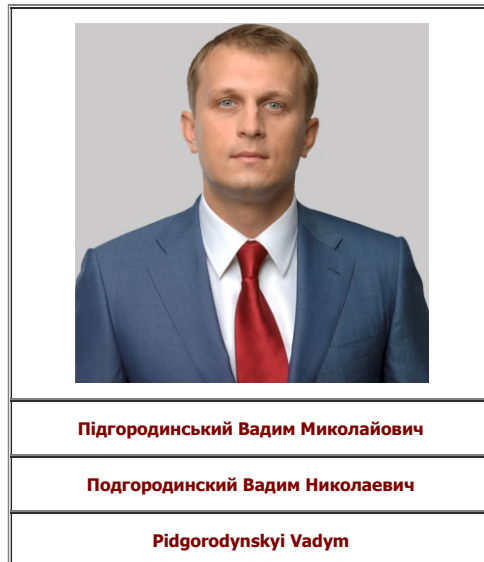 Підгородинський Вадим Миколайович
Подгородинский Вадим Николаевич
Pidgorodynskyi Vadym